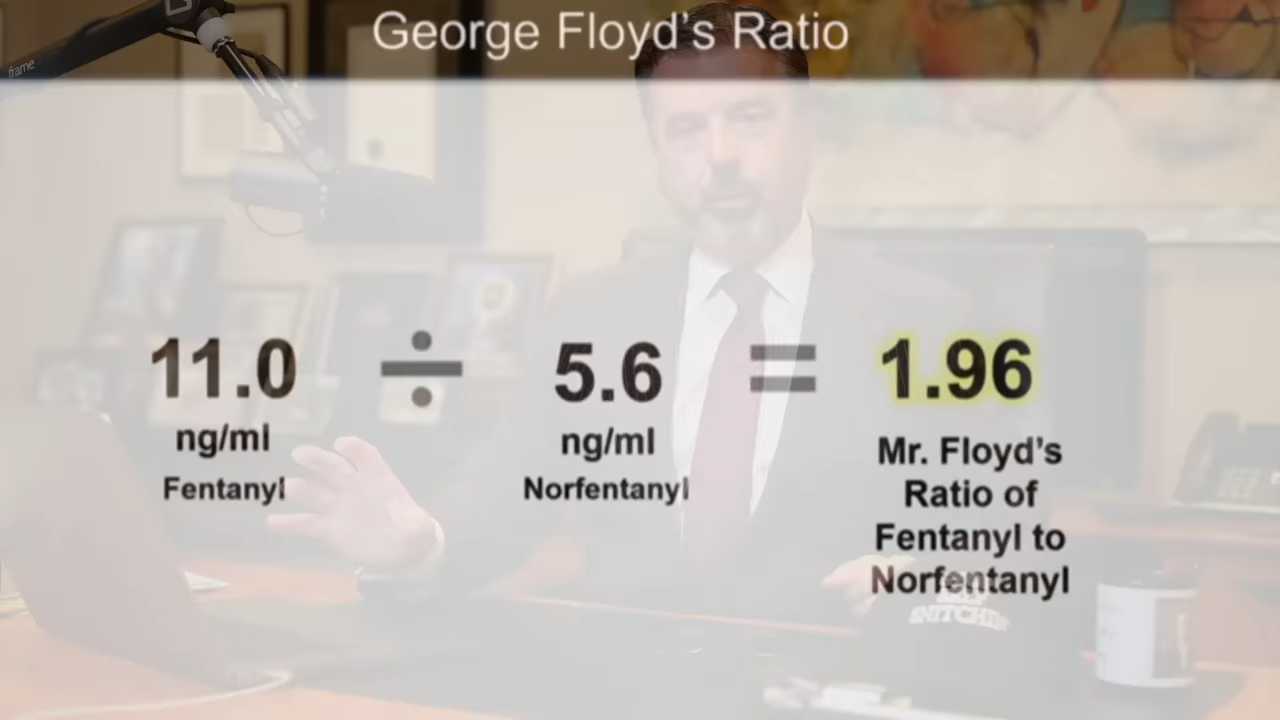 George Floyd's Ratio
frame
11.0
÷
5.6
=
1.96
ng/ml
Fentanyl
ng/ml
Norfentanyl
Mr. Floyd's
Ratio of
Fentanyl to
Norfentanyl